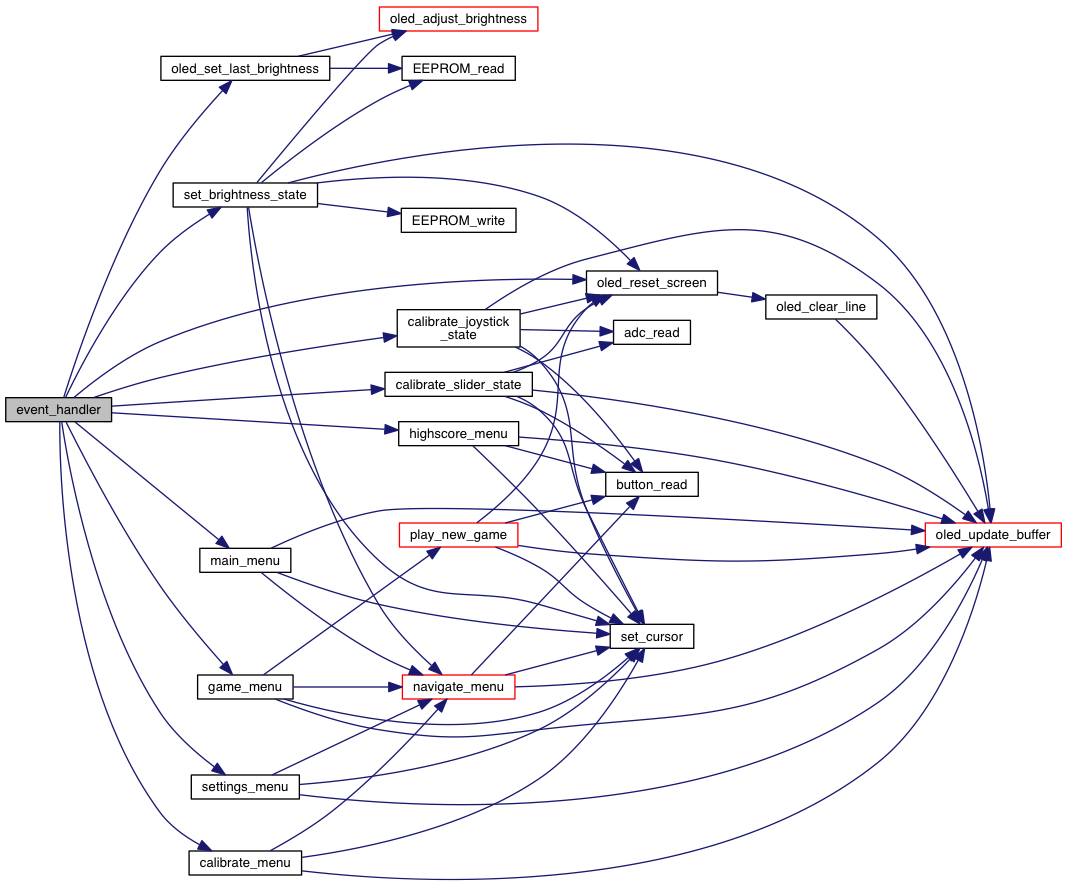 oled_adjust_brightness
oled_set_last_brightness
EEPROM_read
set_brightness_state
EEPROM_write
oled_reset_screen
oled_clear_line
calibrate_joystick
_state
adc_read
calibrate_slider_state
event_handler
highscore_menu
button_read
play_new_game
oled_update_buffer
main_menu
set_cursor
game_menu
navigate_menu
settings_menu
calibrate_menu